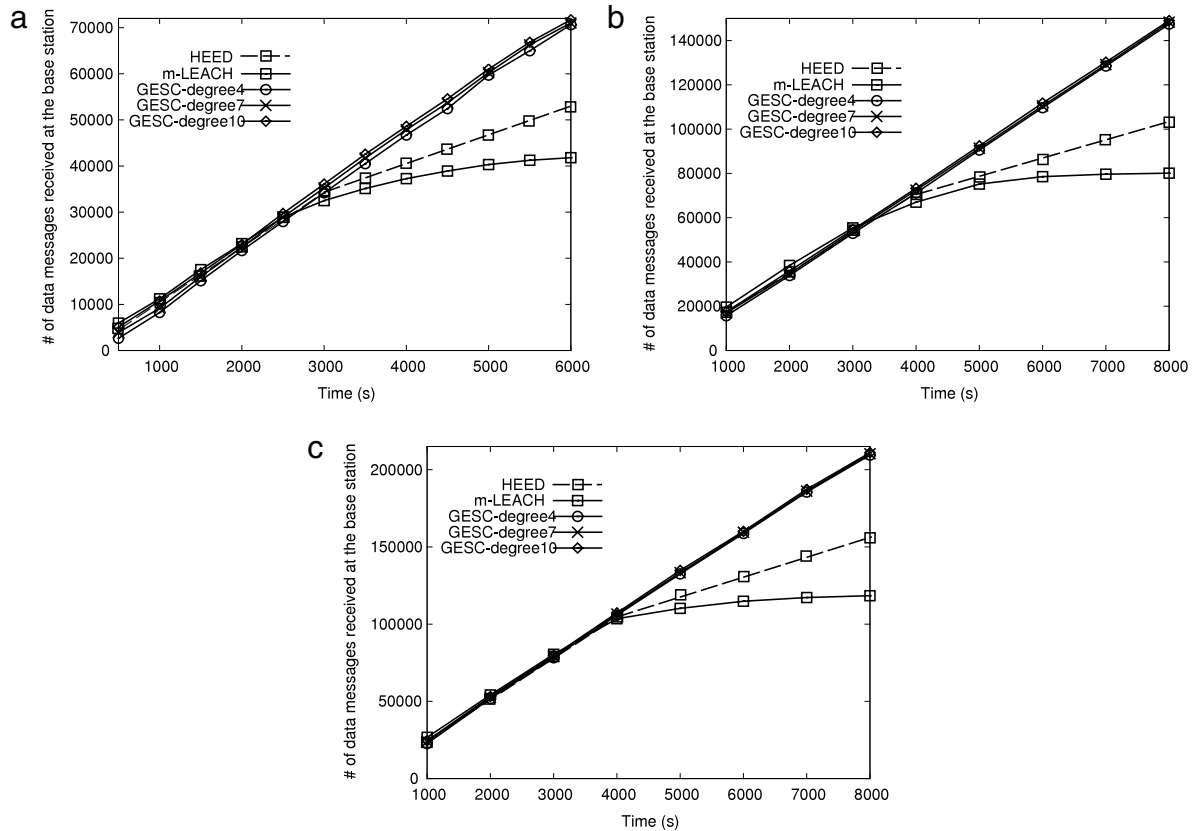 a
# of data messages received at the base station
70000
60000
50000
40000
30000
20000
10000
0
HEED
m-LEACH
GESC-degree4
GESC-degree7
GESC-degree10
1000 2000 3000 4000 5000 6000
Time (s)
b
# of data messages received at the base station
140000
120000
100000
80000
60000
40000
20000
0
HEED
m-LEACH
GESC-degree4
GESC-degree7
GESC-degree10
1000 2000 3000 4000 5000 6000 7000 8000
Time (s)
c
# of data messages received at the base station
200000
150000
100000
50000
0
HEED
m-LEACH
GESC-degree4
GESC-degree7
GESC-degree10
1000 2000 3000 4000 5000 6000 7000 8000
Time (s)